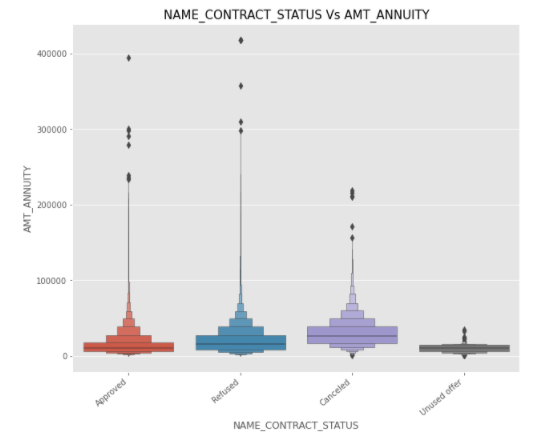 NAME_CONTRACT_STATUS Vs AMT_ANNUITY
400000
300000
200000
100000
0
AMT_ANNUITY
Approved
Refused
Canceled
Unused offer
NAME_CONTRACT_STATUS